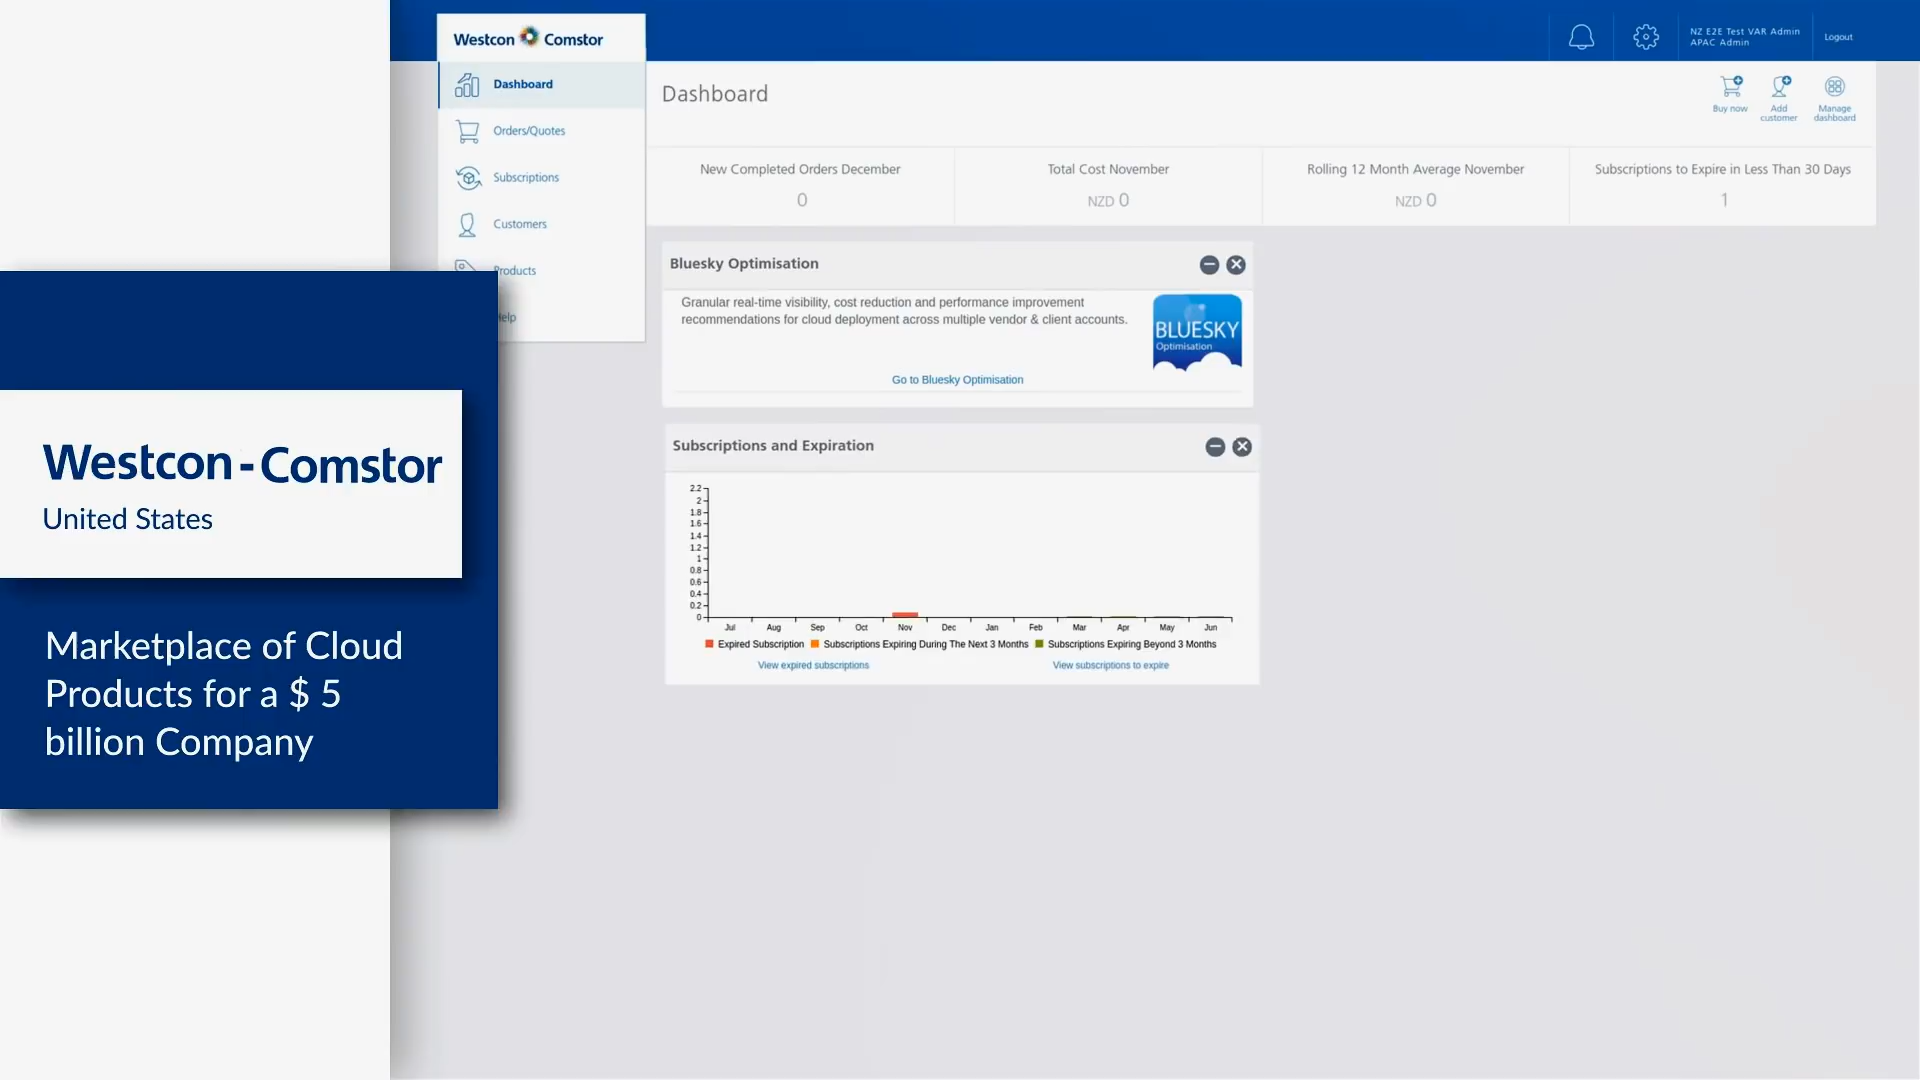 Westcon Comstor
NZ E2E Test VAR Admin
APAC Admin
Logout
Dashboard
Orders/Quotes
Subscriptions
Customers
Products
Dashboard
Buy now
Add customer
Manage dashboard
New Completed Orders December
0
Total Cost November
NZD 0
Rolling 12 Month Average November
NZD 0
Subscriptions to Expire in Less Than 30 Days
1
Bluesky Optimisation
Granular real-time visibility, cost reduction and performance improvement
recommendations for cloud deployment across multiple vendor & client accounts.
BLUESKY
Optimisation
Go to Bluesky Optimisation
Subscriptions and Expiration
2.2
2
1.8
1.6
1.4
1.2
1
0.8
0.6
0.4
0.2
0
Jul Aug Sep Oct Nov Dec Jan Feb Mar Apr May Jun
Expired Subscription Subscriptions Expiring During The Next 3 Months Subscriptions Expiring Beyond 3 Months
View expired subscriptions View subscriptions to expire
Westcon-Comstor
United States
Marketplace of Cloud
Products for a $ 5
billion Company